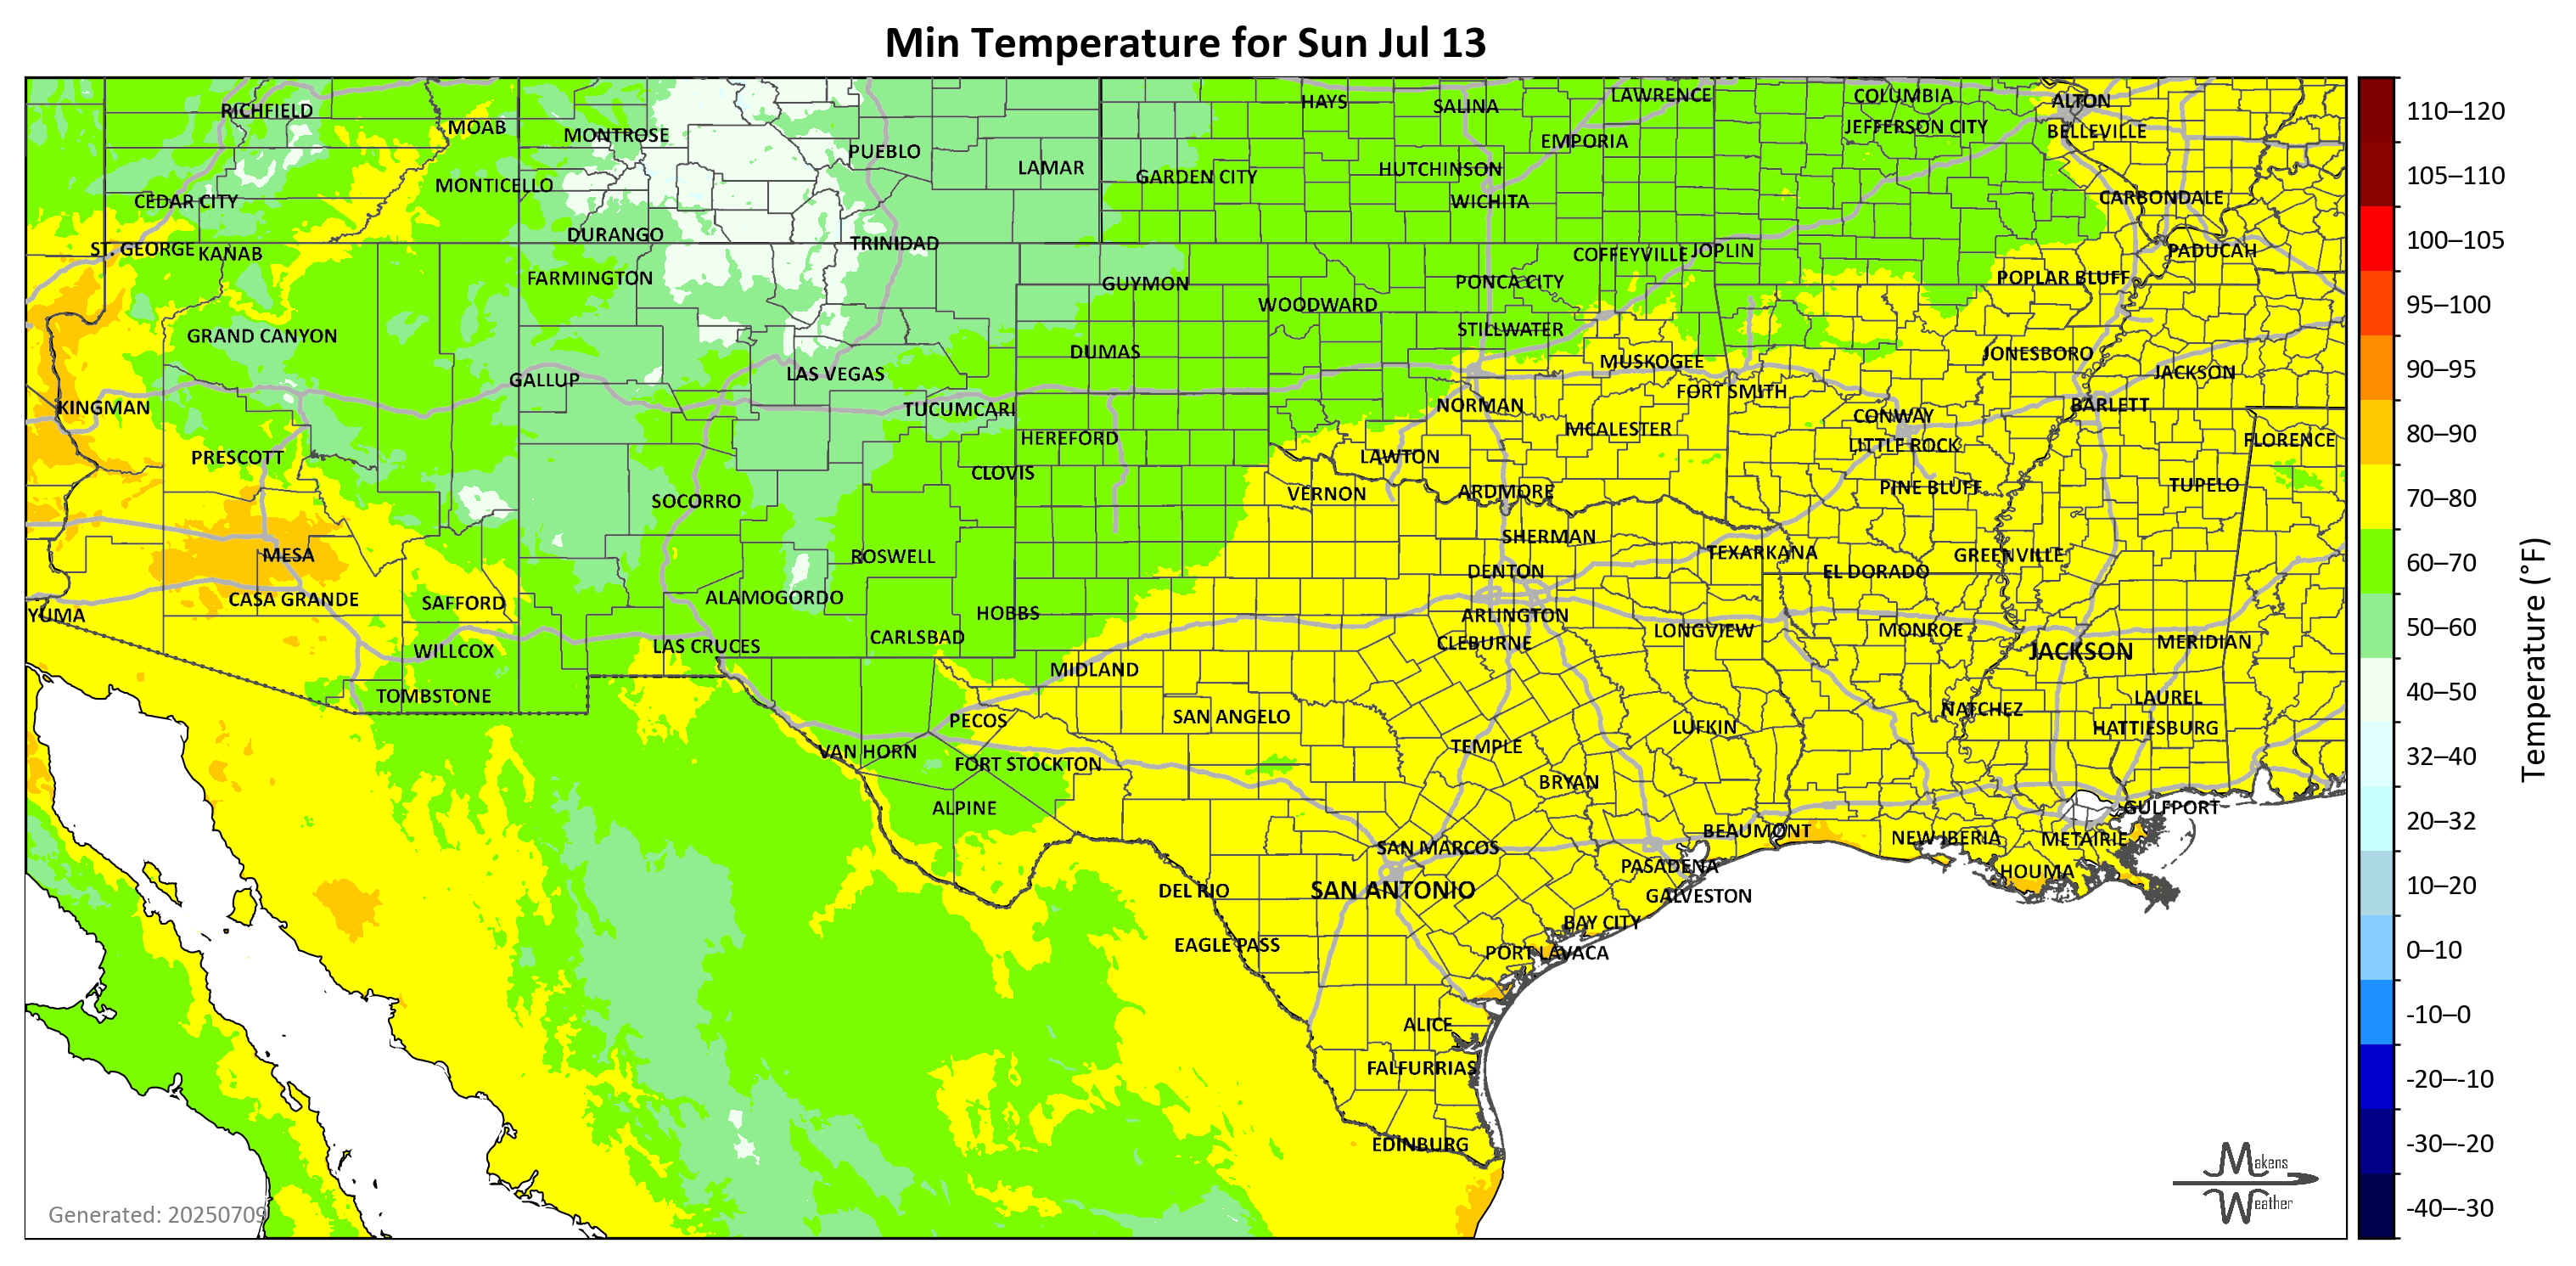 Min Temperature for Sun Jul 13
RICHFIELD
MOAB
MONTROSE
PUEBLO
LAMAR
HAYS
SALINA
LAWRENCE
COLUMBIA
ALTON
JEFFERSON CITY
BELLEVILLE
EMPORIA
GARDEN CITY
HUTCHINSON
WICHITA
CARBONDALE
MONTICELLO
CEDAR CITY
DURANGO
TRINIDAD
ST. GEORGE
KANAB
COFFEYVILLE
JOPLIN
PADUCAH
FARMINGTON
GUYMON
PONCA CITY
POPLAR BLUFF
WOODWARD
GRAND CANYON
STILLWATER
DUMAS
MUSKOGEE
JONESBORO
JACKSON
GALLUP
LAS VEGAS
FORT SMITH
KINGMAN
TUCUMCARI
NORMAN
CONWAY
BARLETT
HEREFORD
MCALESTER
LITTLE ROCK
FLORENCE
PRESCOTT
CLOVIS
LAWTON
SOCORRO
VERNON
ARDMORE
PINE BLUFF
TUPELO
SHERMAN
MESA
ROSWELL
TEXARKANA
GREENVILLE
DENTON
EL DORADO
CASA GRANDE
SAFFORD
ALAMOGORDO
HOBBS
ARLINGTON
YUMA
CARLSBAD
CLEBURNE
LONGVIEW
MONROE
MERIDIAN
WILLCOX
LAS CRUCES
JACKSON
MIDLAND
TOMBSTONE
LAUREL
PECOS
SAN ANGELO
NATCHEZ
LUFKIN
HATTIESBURG
VAN HORN
FORT STOCKTON
TEMPLE
BRYAN
ALPINE
GULFPORT
BEAUMONT
NEW IBERIA
METAIRIE
SAN MARCOS
PASADENA
HOUMA
DEL RIO
SAN ANTONIO
GALVESTON
BAY CITY
EAGLE PASS
PORT LAVACA
ALICE
FALFURRIAS
EDINBURG
Generated: 20250709
Makens
Weather
110–120
105–110
100–105
95–100
90–95
80–90
70–80
60–70
50–60
40–50
32–40
20–32
10–20
0–10
-10–0
-20–-10
-30–-20
-40–-30
Temperature (°F)